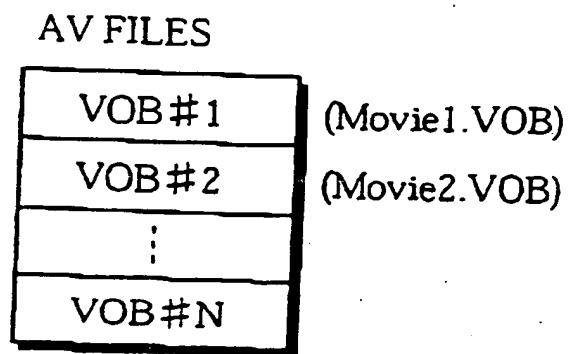 AV FILES
VOB#1 (Movie1.VOB)
VOB#2 (Movie2.VOB)
⋮
VOB#N